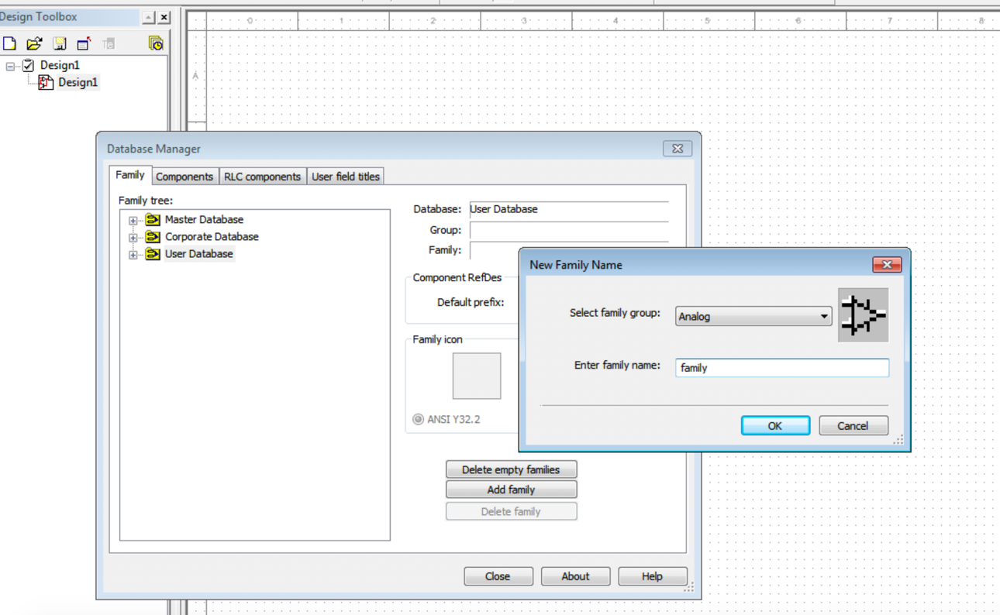 Design Toolbox
0 1 2 3 4 5 6 7 8
Design1
Design1
A
Database Manager
Family Components RLC components User field titles
Family tree:
Master Database
Corporate Database
User Database
Database: User Database
Group:
Family:
Component RefDes
Default prefix:
Family icon
ANSI Y32.2
Delete empty families
Add family
Delete family
Close About Help
New Family Name
Select family group: Analog
Enter family name: family
OK Cancel